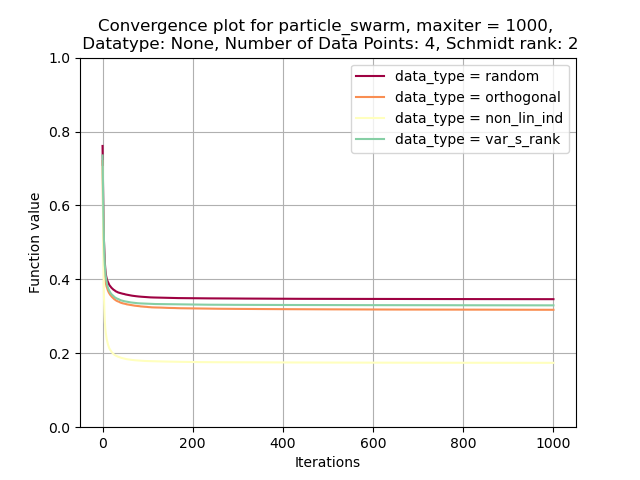 Convergence plot for particle_swarm, maxiter = 1000,
Datatype: None, Number of Data Points: 4, Schmidt rank: 2
1.0
0.8
0.6
0.4
0.2
0.0
Function value
data_type = random
data_type = orthogonal
data_type = non_lin_ind
data_type = var_s_rank
0
200
400
600
800
1000
Iterations